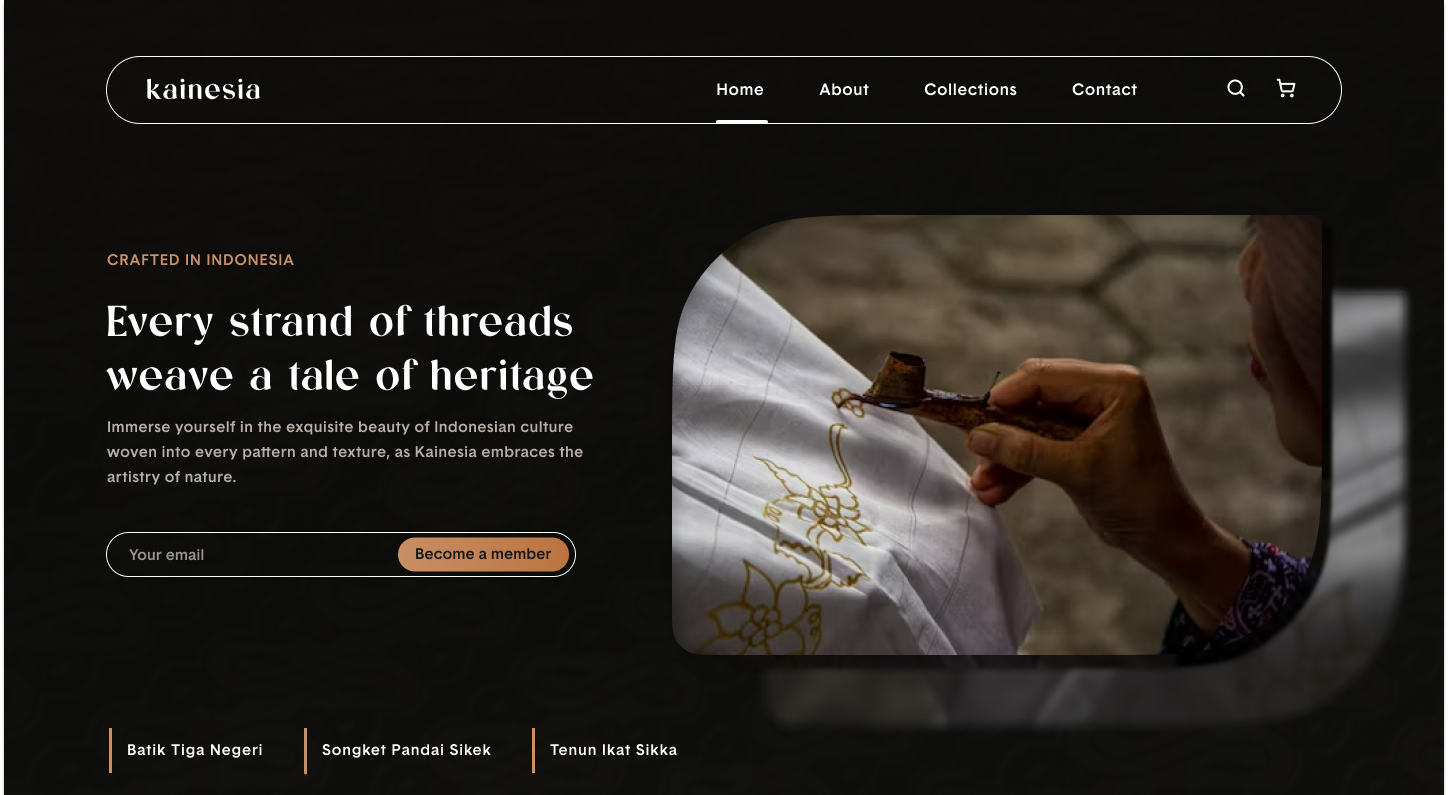 kainesia
Home
About
Collections
Contact
CRAFTED IN INDONESIA
Every strand of threads
weave a tale of heritage
Immerse yourself in the exquisite beauty of Indonesian culture
woven into every pattern and texture, as Kainesia embraces the
artistry of nature.
Your email
Become a member
Batik Tiga Negeri
Songket Pandai Sikek
Tenun Ikat Sikka